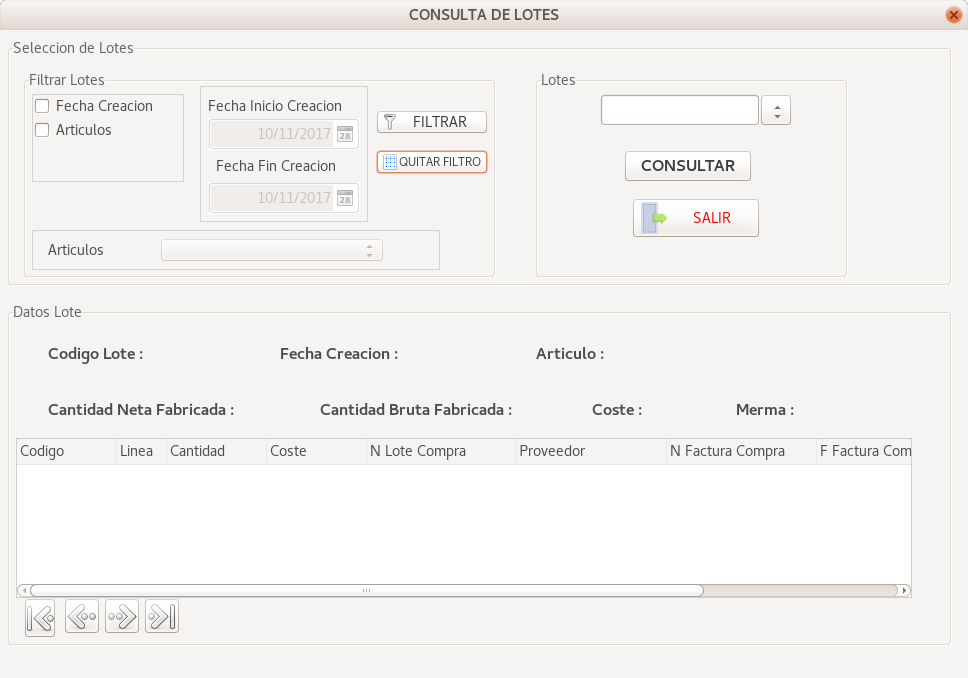 CONSULTA DE LOTES
Seleccion de Lotes
Filtrar Lotes
Fecha Creacion
Articulos
Fecha Inicio Creacion
10/11/2017
28
Fecha Fin Creacion
10/11/2017
28
FILTRAR
QUITAR FILTRO
Articulos
Lotes
CONSULTAR
SALIR
Datos Lote
Codigo Lote : Fecha Creacion : Articulo :
Cantidad Neta Fabricada : Cantidad Bruta Fabricada : Coste : Merma :
Codigo Linea Cantidad Coste N Lote Compra Proveedor N Factura Compra F Factura Com